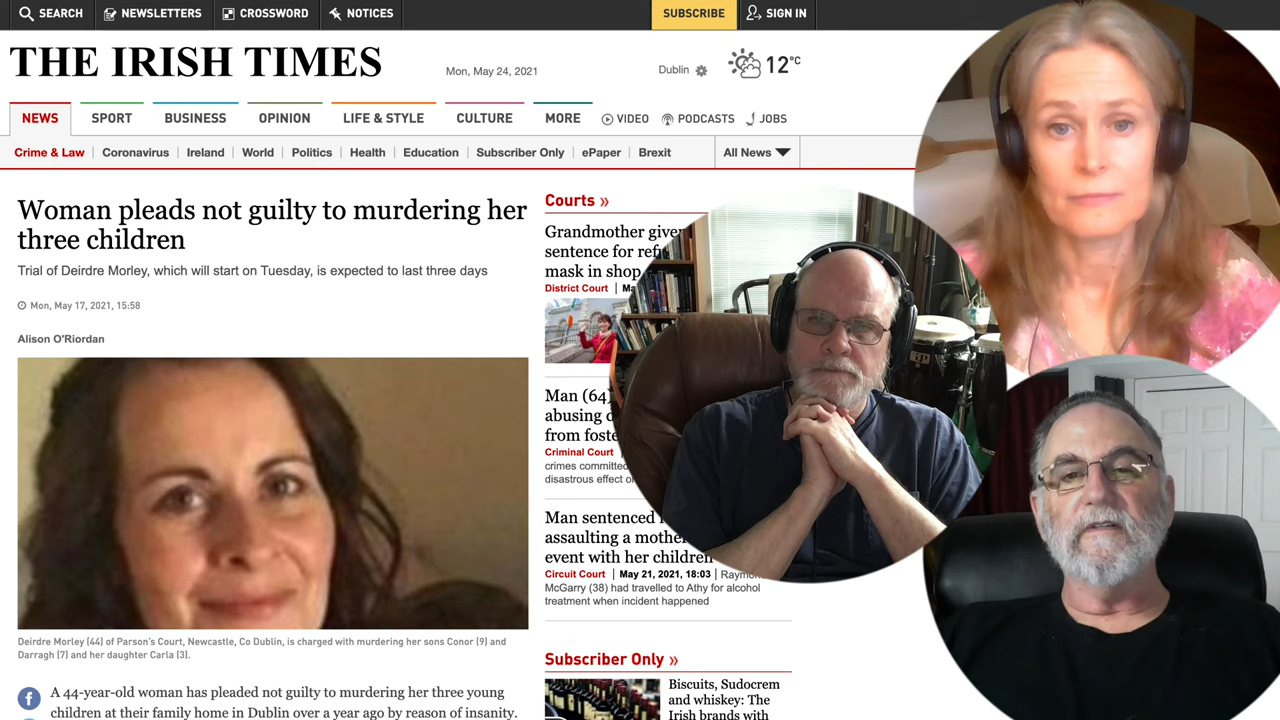 SEARCH
NEWSLETTERS
CROSSWORD
NOTICES
SUBSCRIBE
SIGN IN
THE IRISH TIMES
Mon, May 24, 2021
Dublin
12°C
NEWS
SPORT
BUSINESS
OPINION
LIFE & STYLE
CULTURE
MORE
VIDEO
PODCASTS
JOBS
Crime & Law
Coronavirus
Ireland
World
Politics
Health
Education
Subscriber Only
ePaper
Brexit
All News
Woman pleads not guilty to murdering her
three children
Trial of Deirdre Morley, which will start on Tuesday, is expected to last three days
Mon, May 17, 2021, 15:58
Alison O'Riordan
Deirdre Morley (44) of Parson's Court, Newcastle, Co Dublin, is charged with murdering her sons Conor (9) and
Darragh (7) and her daughter Carla (3).
A 44-year-old woman has pleaded not guilty to murdering her three young
children at their family home in Dublin over a year ago by reason of insanity.
Courts »
Grandmother given
sentence for
mask in shop
District Court |
Man (64)
abusing
from
Criminal Court |
crimes committed
disastrous effect
Man sentenced
assaulting a mother
event with her children
Circuit Court | May 21, 2021, 18:03 |
McGarry (38) had travelled to Athy for alcohol
treatment when incident happened
Subscriber Only »
Biscuits, Sudocrem
and whiskey: The
Irish brands with